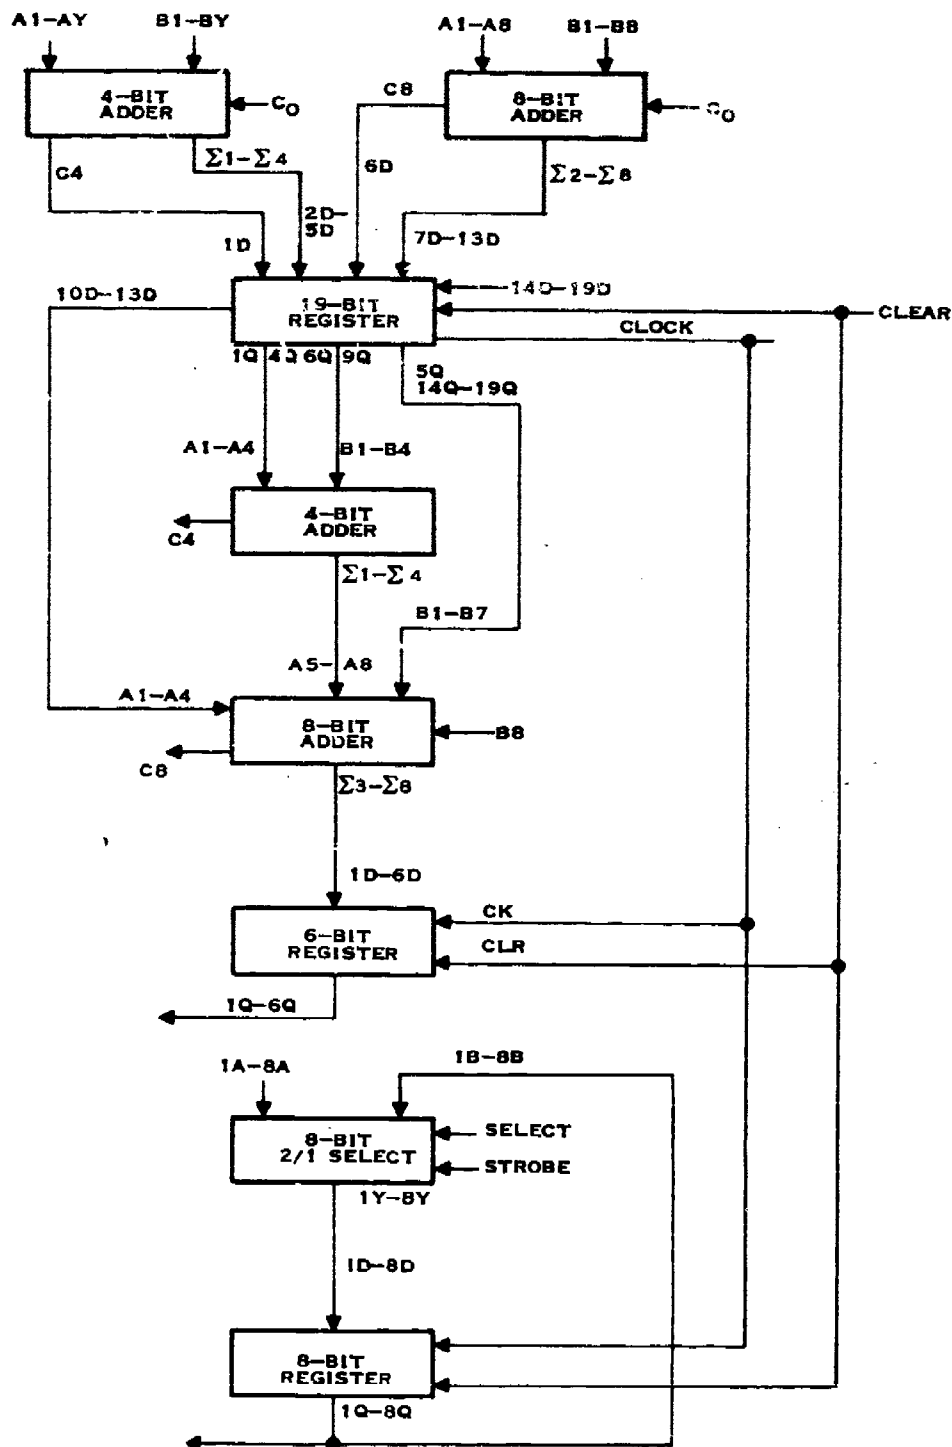 A1-AY
B1-BY
A1-A8
B1-B8
4-BIT
ADDER
C0
C8
8-BIT
ADDER
C0
C4
Σ1-Σ4
6D
Σ2-Σ8
1D
2D-
5D
7D-13D
10D-13D
19-BIT
REGISTER
14D-19D
CLEAR
CLOCK
1Q 4Q 6Q 9Q
5Q
14Q-19Q
A1-A4
B1-B4
4-BIT
ADDER
C4
Σ1-Σ4
B1-B7
A5-A8
A1-A4
8-BIT
ADDER
B8
C8
Σ3-Σ8
1D-6D
6-BIT
REGISTER
CK
CLR
1Q-6Q
1A-8A
1B-8B
8-BIT
2/1 SELECT
SELECT
STROBE
1Y-8Y
1D-8D
8-BIT
REGISTER
1Q-8Q